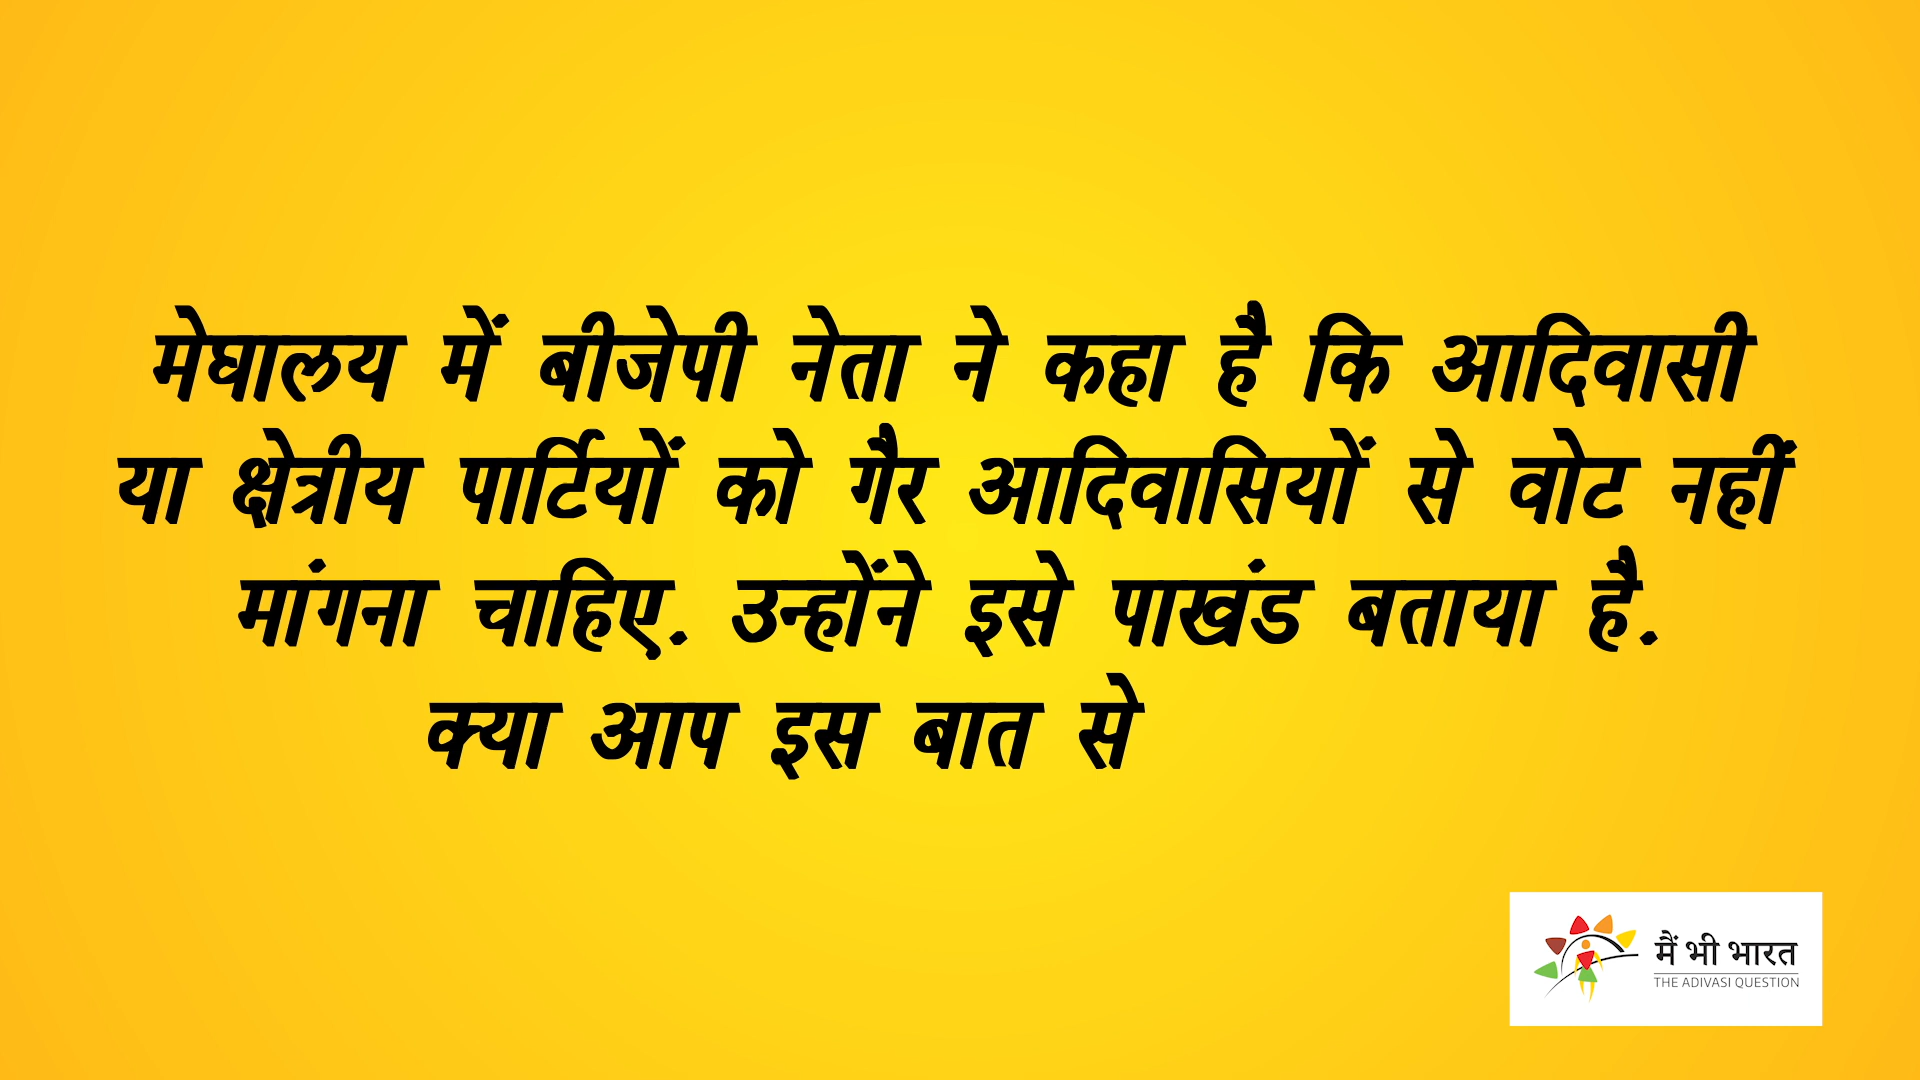 मेघालय में बीजेपी नेता ने कहा है कि आदिवासी
या क्षेत्रीय पार्टियों को गैर आदिवासियों से वोट नहीं
मांगना चाहिए. उन्होंने इसे पाखंड बताया है.
क्या आप इस बात से
मैं भी भारत
THE ADIVASI QUESTION